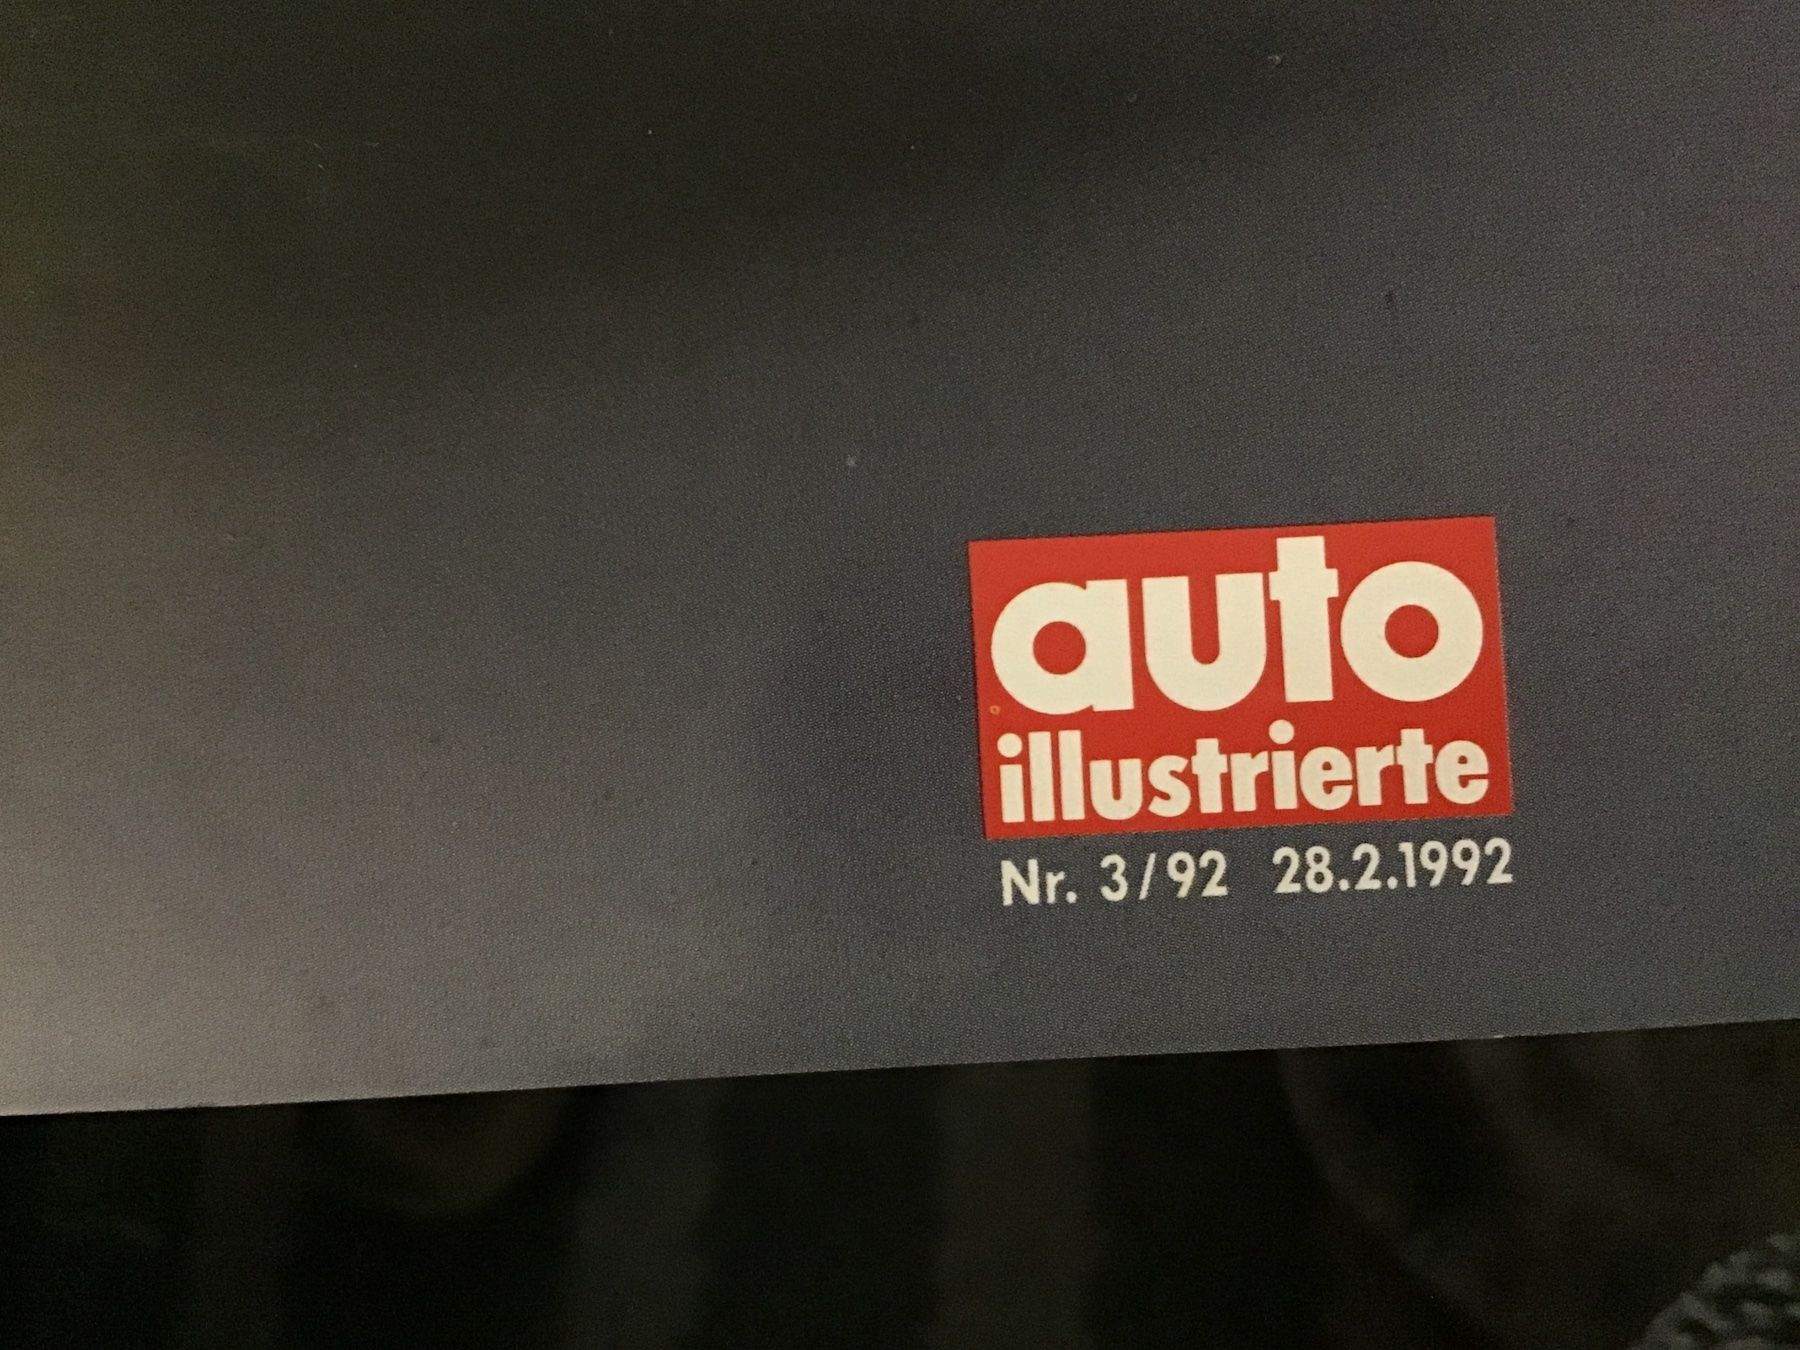 auto
illustrierte
Nr. 3/92 28.2.1992